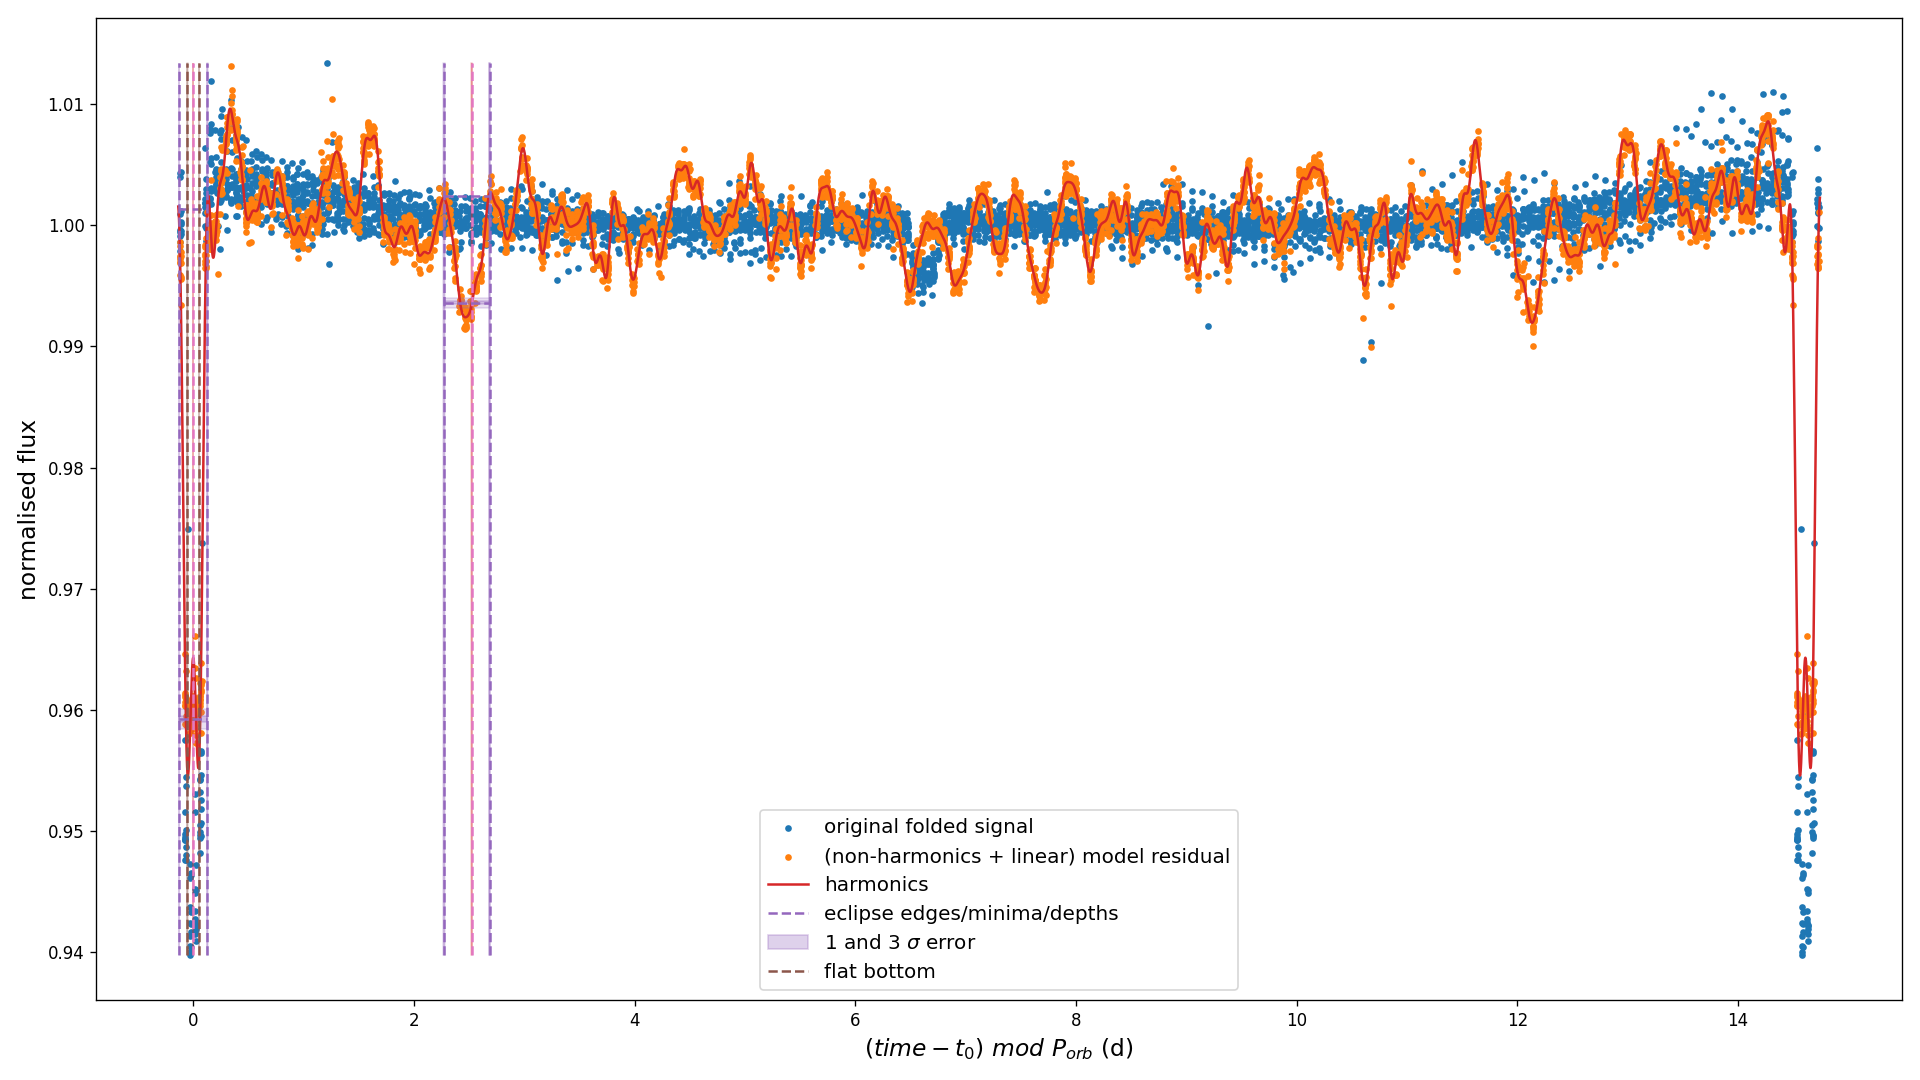 normalised flux
1.01
1.00
0.99
0.98
0.97
0.96
0.95
0.94
original folded signal
(non-harmonics + linear) model residual
harmonics
eclipse edges/minima/depths
1 and 3 σ error
flat bottom
0 2 4 6 8 10 12 14
(time − t₀) mod P_orb (d)